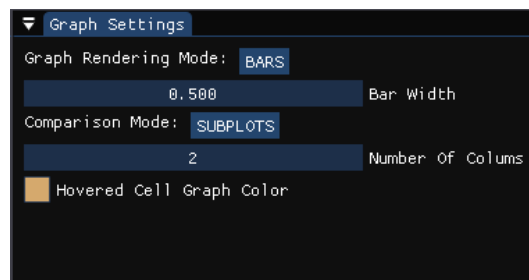 Graph Settings
Graph Rendering Mode: BARS
0.500 Bar Width
Comparison Mode: SUBPLOTS
2 Number Of Colums
Hovered Cell Graph Color